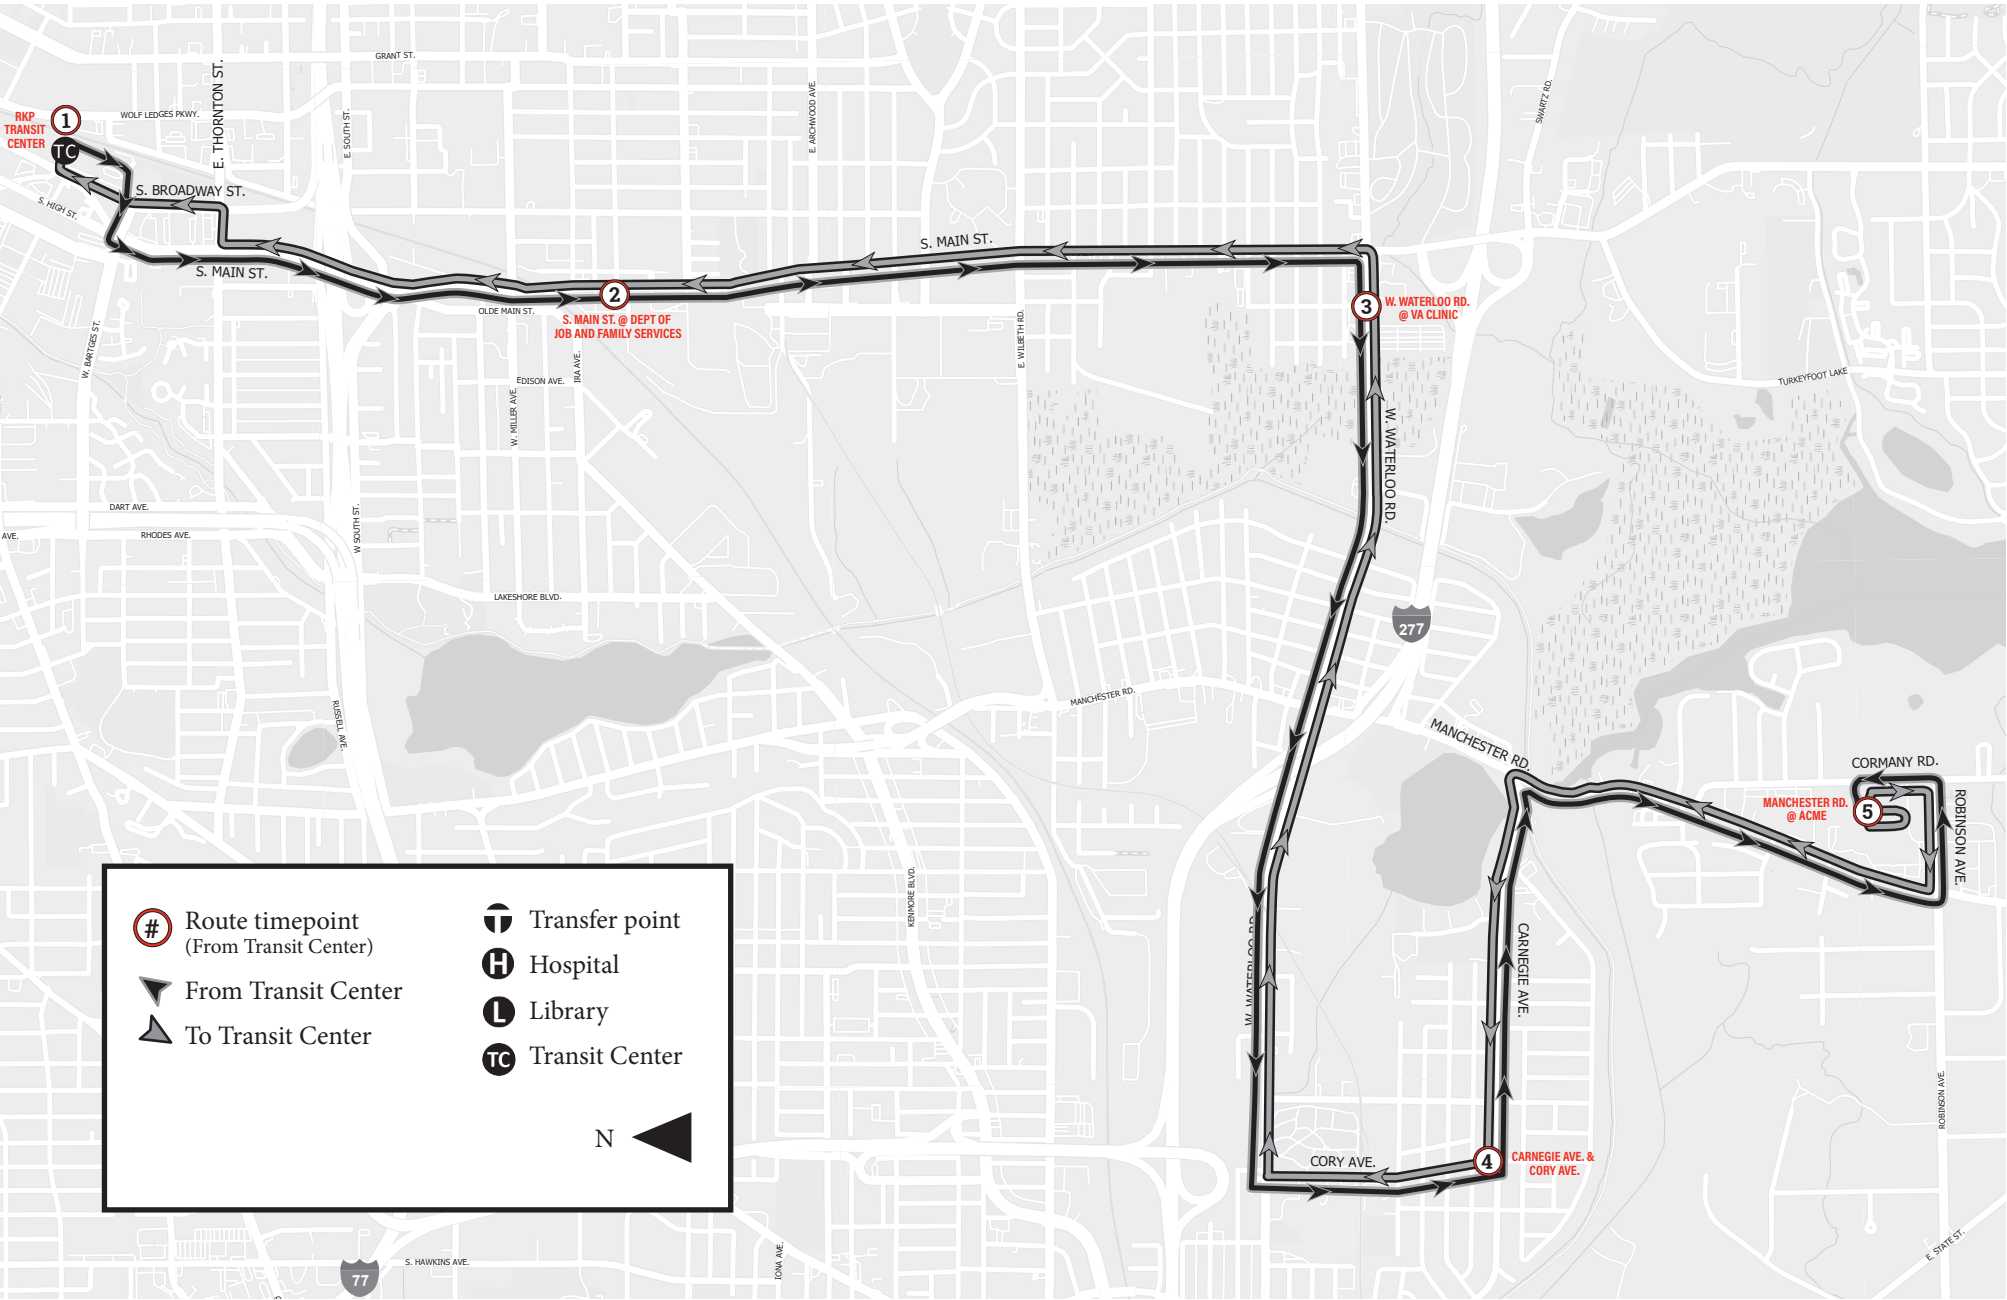 GRANT ST.
E. THORNTON ST.
WOLF LEDGES PKWY.
E. SOUTH ST.
E. ARCHWOOD AVE.
SWARTZ RD.
1
RKP
TRANSIT
CENTER
TC
S. BROADWAY ST.
S. HIGH ST.
S. MAIN ST.
S. MAIN ST.
2
S. MAIN ST. @ DEPT OF
JOB AND FAMILY SERVICES
OLDE MAIN ST.
3
W. WATERLOO RD.
@ VA CLINIC
W. BARTGES ST.
E. WILBETH RD.
IRA AVE.
EDISON AVE.
W. MILLER AVE.
TURKEYFOOT LAKE
W. WATERLOO RD.
DART AVE.
RHODES AVE.
AVE.
W SOUTH ST.
LAKESHORE BLVD.
277
RUSSELL AVE.
MANCHESTER RD.
MANCHESTER RD.
CORMANY RD.
MANCHESTER RD.
@ ACME
5
ROBINSON AVE.
KENMORE BLVD.
CARNEGIE AVE.
ROBINSON AVE.
4
CARNEGIE AVE. &
CORY AVE.
CORY AVE.
#
Route timepoint
(From Transit Center)
From Transit Center
To Transit Center
T
Transfer point
H
Hospital
L
Library
TC
Transit Center
N
IONA AVE.
S. HAWKINS AVE.
77
E. STATE ST.